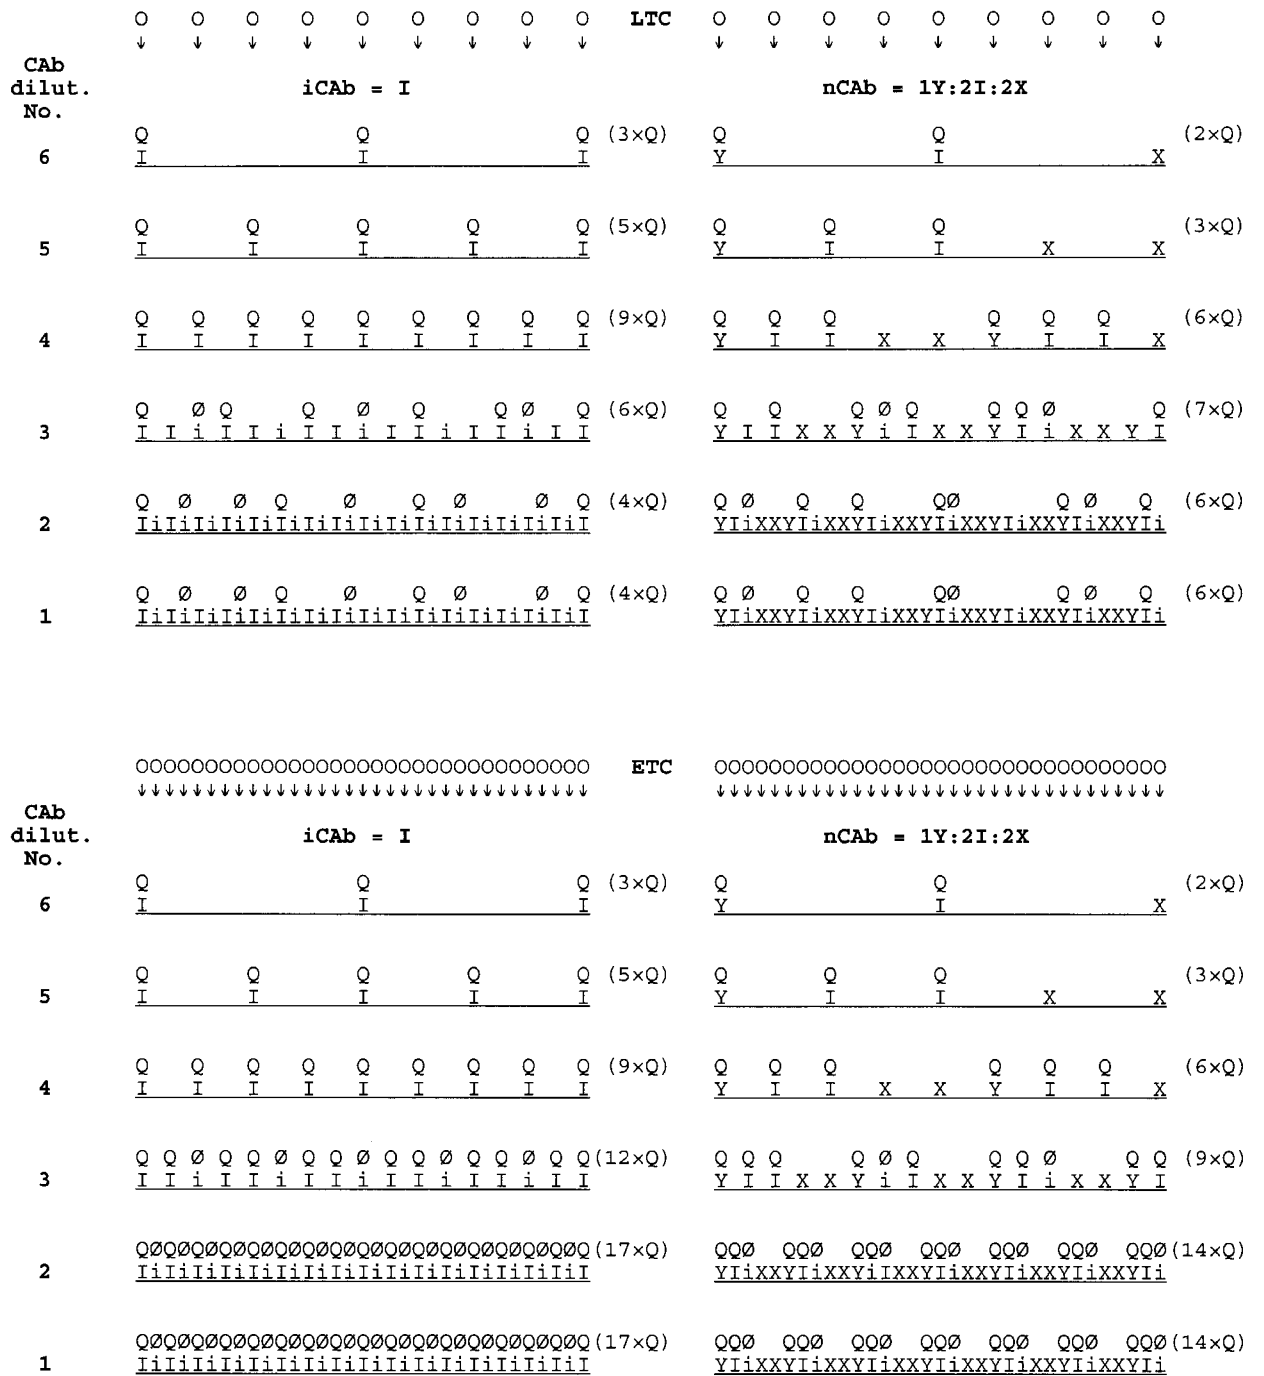 O O O O O O O O O LTC O O O O O O O O O
↓ ↓ ↓ ↓ ↓ ↓ ↓ ↓ ↓ ↓ ↓ ↓ ↓ ↓ ↓ ↓ ↓ ↓
CAb
dilut. iCAb = I nCAb = 1Y:2I:2X
No.
Q Q Q (3×Q) Q Q (2×Q)
6 I I I Y I X
Q Q Q Q Q (5×Q) Q Q Q (3×Q)
5 I I I I I Y I I X X
Q Q Q Q Q Q Q Q Q (9×Q) Q Q Q Q Q Q (6×Q)
4 I I I I I I I I I Y I I X X Y I I X
Q Ø Q Q Ø Q Q Ø Q (6×Q) Q Q Q Ø Q Q Q Ø Q (7×Q)
3 I I i I I i I I i I I i I I i I I Y I I X X Y i I X X Y I i X X Y I
Q Ø Ø Q Ø Q Ø Ø Q (4×Q) Q Ø Q Q QØ Q Ø Q (6×Q)
2 IiIiIiIiIiIiIiIiIiIiIiIiIiIiIiIiI YIiXXYIiXXYIiXXYIiXXYIiXXYIiXXYIi
Q Ø Ø Q Ø Q Ø Ø Q (4×Q) Q Ø Q Q QØ Q Ø Q (6×Q)
1 IiIiIiIiIiIiIiIiIiIiIiIiIiIiIiIiI YIiXXYIiXXYIiXXYIiXXYIiXXYIiXXYIi
OOOOOOOOOOOOOOOOOOOOOOOOOOOOOOOOO ETC OOOOOOOOOOOOOOOOOOOOOOOOOOOOOOOOO
↓↓↓↓↓↓↓↓↓↓↓↓↓↓↓↓↓↓↓↓↓↓↓↓↓↓↓↓↓↓↓↓↓ ↓↓↓↓↓↓↓↓↓↓↓↓↓↓↓↓↓↓↓↓↓↓↓↓↓↓↓↓↓↓↓↓↓
CAb
dilut. iCAb = I nCAb = 1Y:2I:2X
No.
Q Q Q (3×Q) Q Q (2×Q)
6 I I I Y I X
Q Q Q Q Q (5×Q) Q Q Q (3×Q)
5 I I I I I Y I I X X
Q Q Q Q Q Q Q Q Q (9×Q) Q Q Q Q Q Q (6×Q)
4 I I I I I I I I I Y I I X X Y I I X
Q Q Ø Q Q Ø Q Q Ø Q Q Ø Q Q Ø Q Q (12×Q) Q Q Q Q Ø Q Q Q Ø Q Q (9×Q)
3 I I i I I i I I i I I i I I i I I Y I I X X Y i I X X Y I i X X Y I
QØQØQØQØQØQØQØQØQØQØQØQØQØQØQØQØQ (17×Q) QQØ QQØ QQØ QQØ QQØ QQØ QQØ (14×Q)
2 IiIiIiIiIiIiIiIiIiIiIiIiIiIiIiIiI YIiXXYIiXXYiIXXYIiXXYIiXXYIiXXYIi
QØQØQØQØQØQØQØQØQØQØQØQØQØQØQØQØQ (17×Q) QQØ QQØ QQØ QQØ QQØ QQØ QQØ (14×Q)
1 IiIiIiIiIiIiIiIiIiIiIiIiIiIiIiIiI YIiXXYIiXXYIiXXYIiXXYIiXXYIiXXYIi